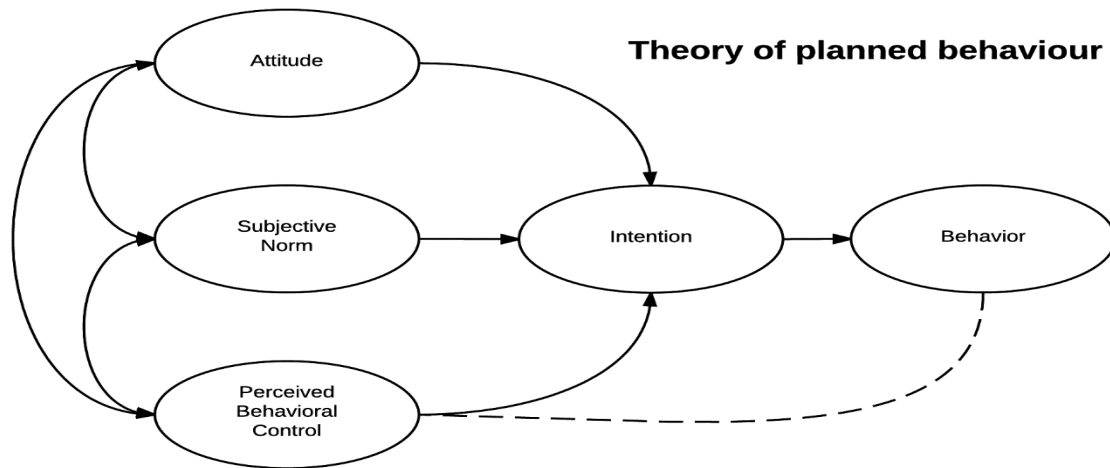 Theory of planned behaviour
Attitude
Subjective
Norm
Intention
Behavior
Perceived
Behavioral
Control